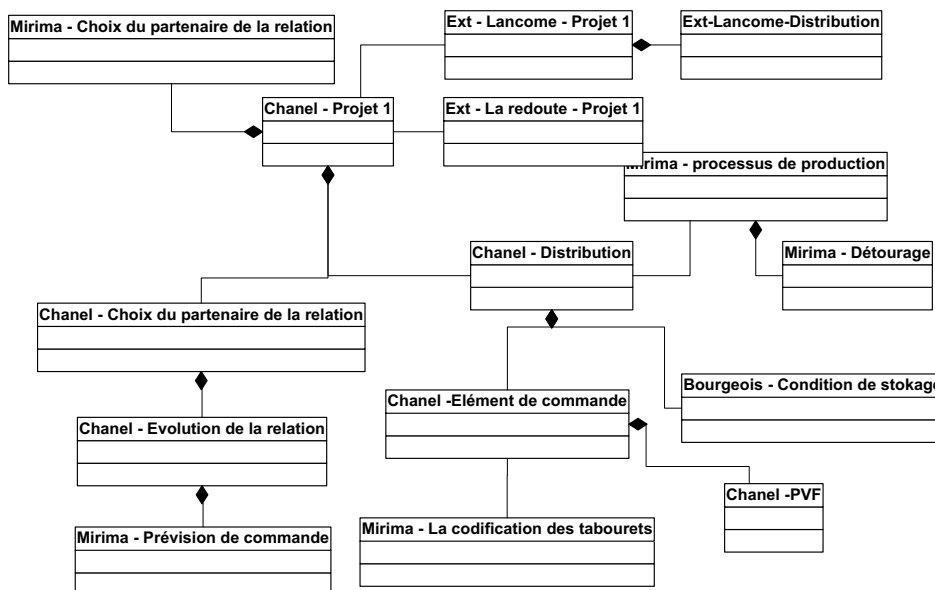 Mirima - Choix du partenaire de la relation
Ext - Lancome - Projet 1
Ext-Lancome-Distribution
Chanel - Projet 1
Ext - La redoute - Projet 1
Mirima - processus de production
Chanel - Distribution
Mirima - Détourage
Chanel - Choix du partenaire de la relation
Bourgeois - Condition de stokage
Chanel -Elément de commande
Chanel - Evolution de la relation
Chanel -PVF
Mirima - La codification des tabourets
Mirima - Prévision de commande